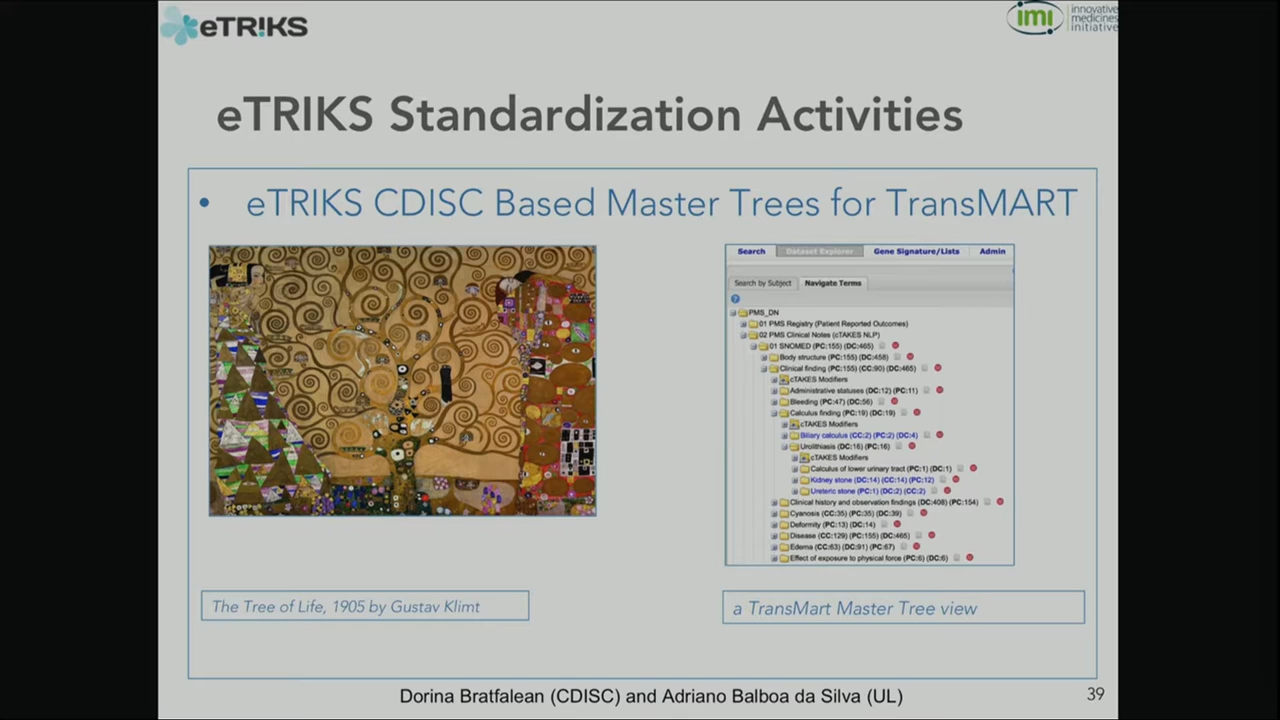 eTR!KS
imi innovative medicines initiative
eTRIKS Standardization Activities
• eTRIKS CDISC Based Master Trees for TransMART
Search Dataset Explorer Gene Signature/Lists Admin
Search by Subject Navigate Terms
PMS_DN
01 PMS Registry (Patient Reported Outcomes)
02 PMS Clinical Notes (cTAKES NLP)
01 SNOMED (PC:155) (DC:465)
Body structure (PC:155) (DC:458)
Clinical finding (PC:155) (CC:90) (DC:465)
cTAKES Modifiers
Administrative statuses (DC:12) (PC:11)
Bleeding (PC:47) (DC:56)
Calculus finding (PC:19) (DC:19)
cTAKES Modifiers
Biliary calculus (CC:2) (PC:2) (DC:4)
Urolithiasis (DC:16) (PC:16)
cTAKES Modifiers
Calculus of lower urinary tract (PC:1) (DC:1)
Kidney stone (DC:14) (CC:14) (PC:12)
Ureteric stone (PC:1) (DC:2) (CC:2)
Clinical history and observation findings (DC:408) (PC:154)
Cyanosis (CC:35) (PC:35) (DC:39)
Deformity (PC:13) (DC:14)
Disease (CC:129) (PC:155) (DC:465)
Edema (CC:63) (DC:91) (PC:67)
Effect of exposure to physical force (PC:6) (DC:6)
The Tree of Life, 1905 by Gustav Klimt
a TransMart Master Tree view
Dorina Bratfalean (CDISC) and Adriano Balboa da Silva (UL)
39